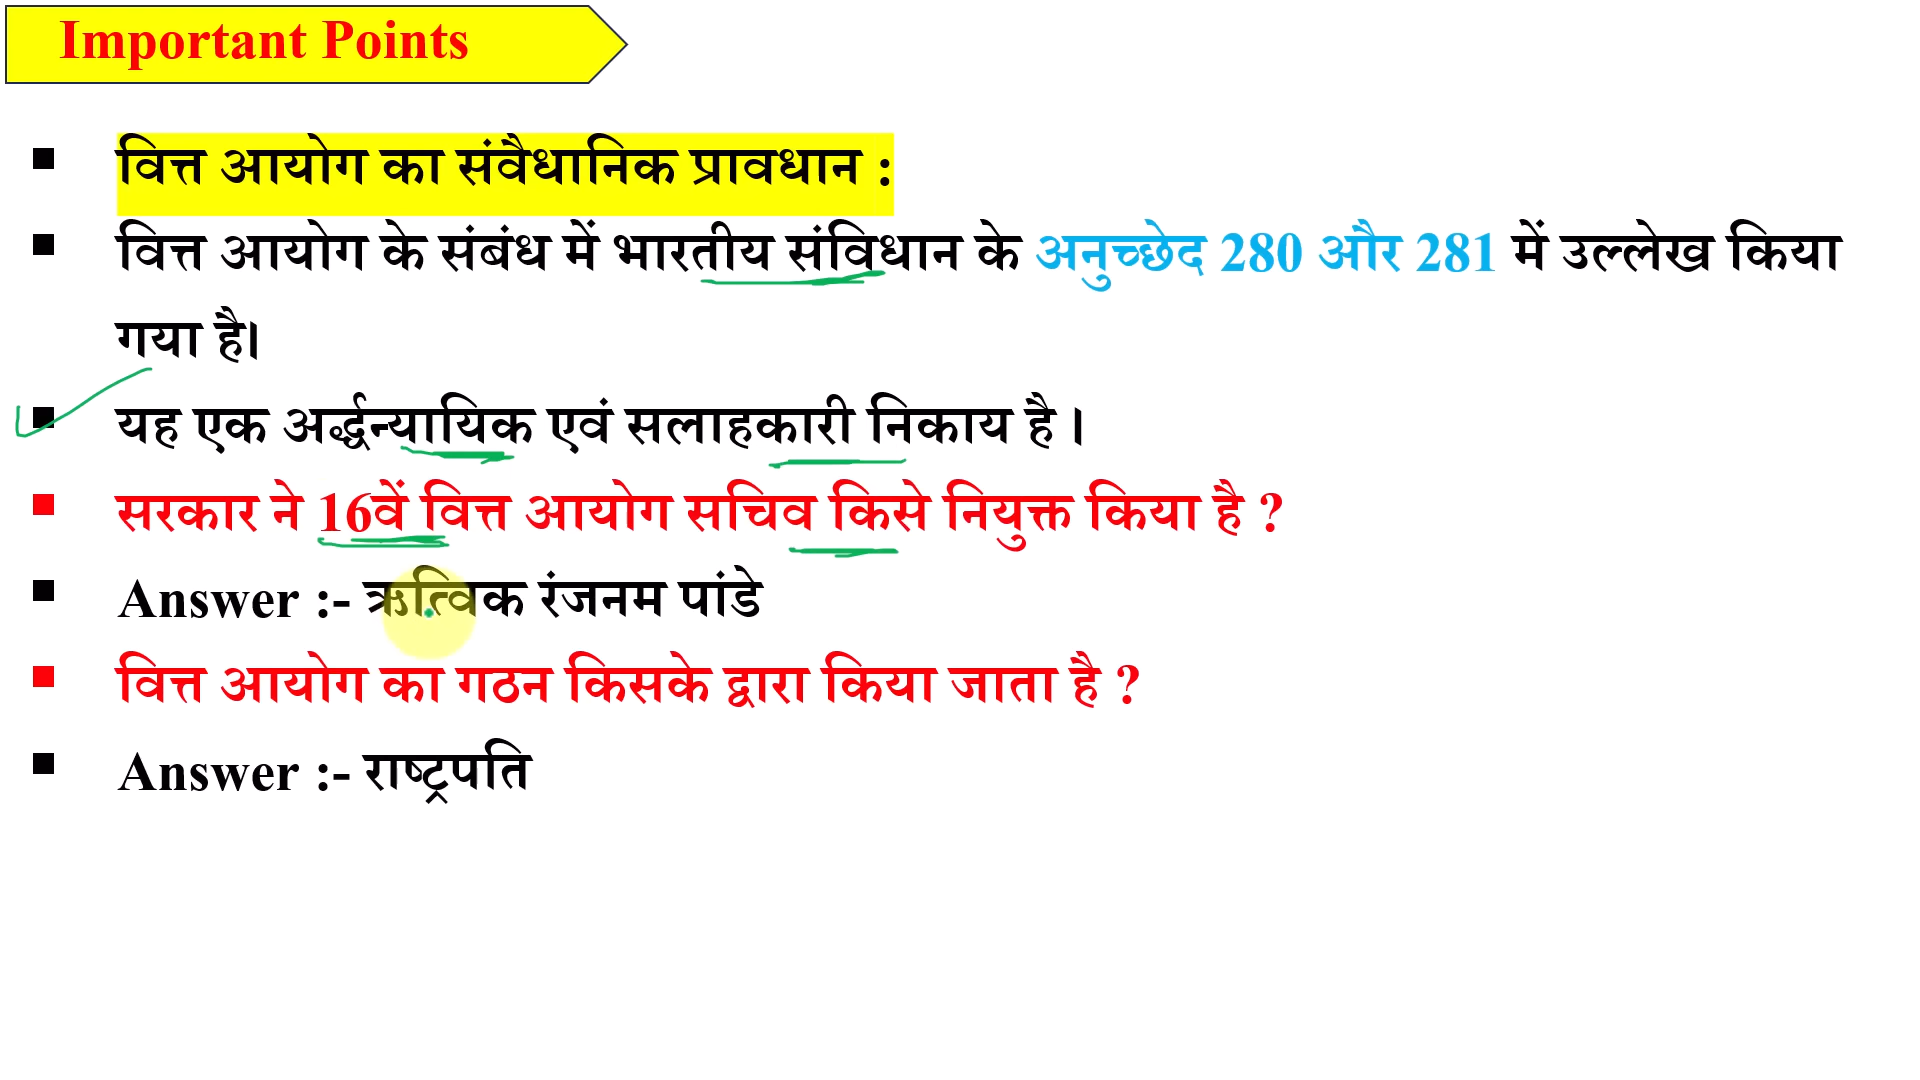 Important Points
वित्त आयोग का संवैधानिक प्रावधान :
वित्त आयोग के संबंध में भारतीय संविधान के अनुच्छेद 280 और 281 में उल्लेख किया
गया है।
यह एक अर्द्धन्यायिक एवं सलाहकारी निकाय है ।
सरकार ने 16वें वित्त आयोग सचिव किसे नियुक्त किया है ?
Answer :- ऋत्विक रंजनम पांडे
वित्त आयोग का गठन किसके द्वारा किया जाता है ?
Answer :- राष्ट्रपति